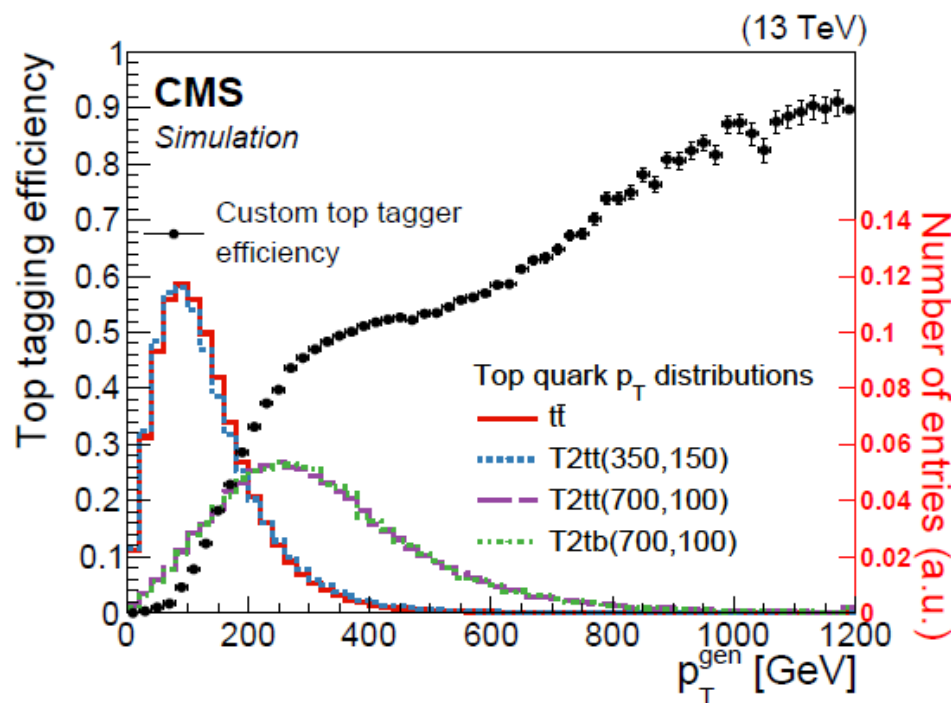 (13 TeV)
CMS
Simulation
Custom top tagger
efficiency
Top tagging efficiency
1
0.9
0.8
0.7
0.6
0.5
0.4
0.3
0.2
0.1
0
0.14
0.12
0.10
0.08
0.06
0.04
0.02
0
Number of entries (a.u.)
Top quark p_T distributions
tt̄
T2tt(350,150)
T2tt(700,100)
T2tb(700,100)
0 200 400 600 800 1000 1200
p_T^gen [GeV]